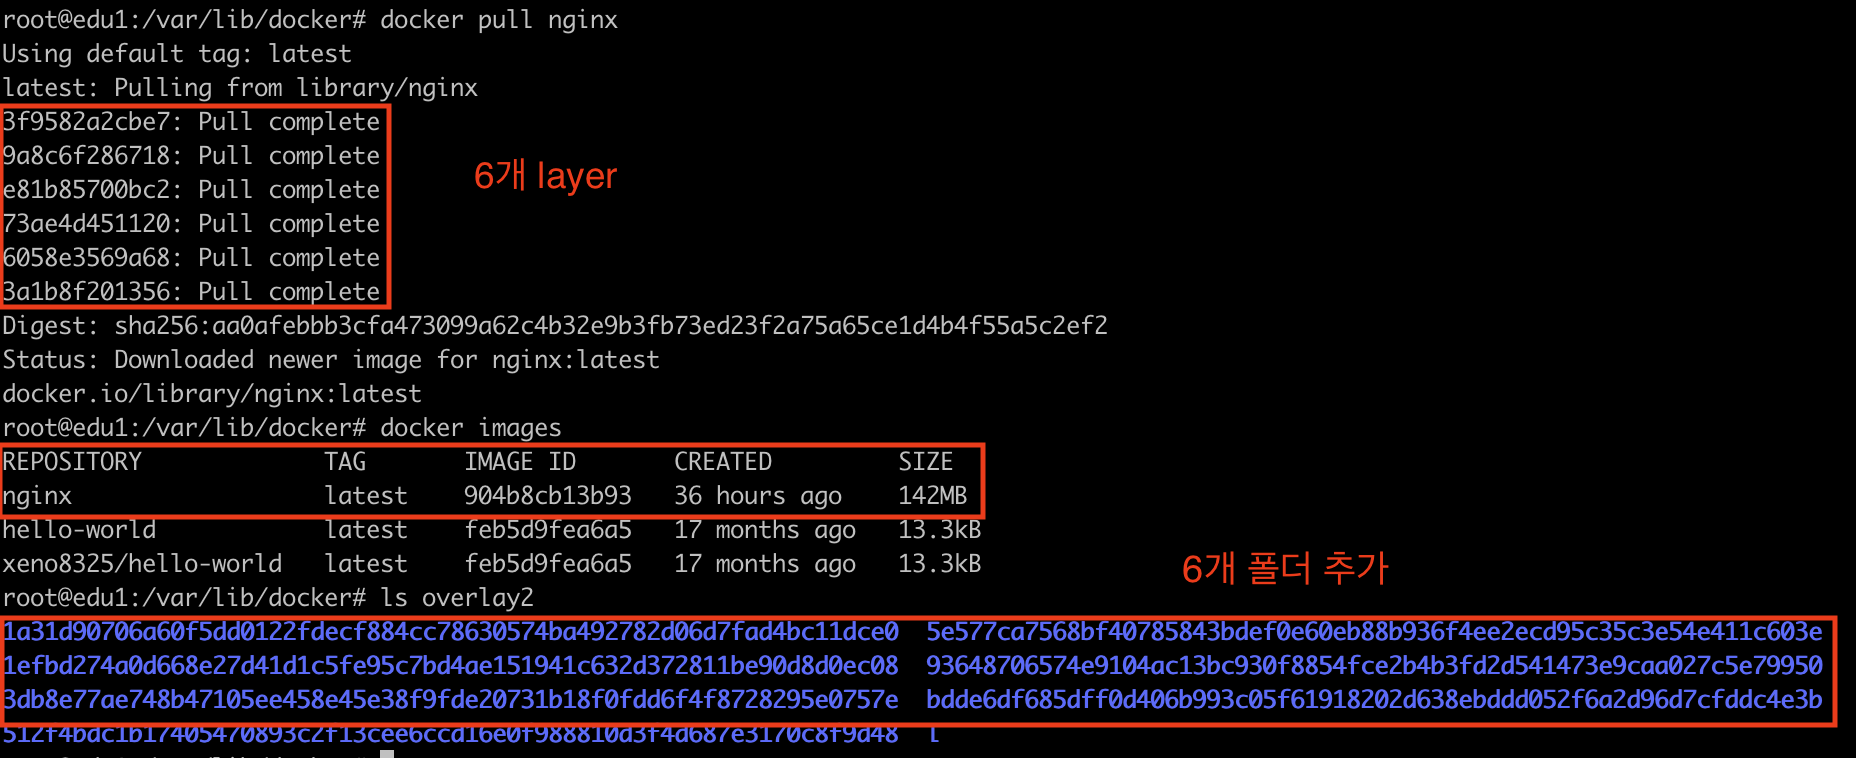 root@edu1:/var/lib/docker# docker pull nginx
Using default tag: latest
latest: Pulling from library/nginx
3f9582a2cbe7: Pull complete
9a8c6f286718: Pull complete
e81b85700bc2: Pull complete
73ae4d451120: Pull complete
6058e3569a68: Pull complete
3a1b8f201356: Pull complete
6개 layer
Digest: sha256:aa0afebbb3cfa473099a62c4b32e9b3fb73ed23f2a75a65ce1d4b4f55a5c2ef2
Status: Downloaded newer image for nginx:latest
docker.io/library/nginx:latest
root@edu1:/var/lib/docker# docker images
REPOSITORY TAG IMAGE ID CREATED SIZE
nginx latest 904b8cb13b93 36 hours ago 142MB
hello-world latest feb5d9fea6a5 17 months ago 13.3kB
xeno8325/hello-world latest feb5d9fea6a5 17 months ago 13.3kB
6개 폴더 추가
root@edu1:/var/lib/docker# ls overlay2
1a31d90706a60f5dd0122fdecf884cc78630574ba492782d06d7fad4bc11dce0 5e577ca7568bf40785843bdef0e60eb88b936f4ee2ecd95c35c3e54e411c603e
1efbd274a0d668e27d41d1c5fe95c7bd4ae151941c632d372811be90d8d0ec08 93648706574e9104ac13bc930f8854fce2b4b3fd2d541473e9caa027c5e79950
3db8e77ae748b47105ee458e45e38f9fde20731b18f0fdd6f4f8728295e0757e bdde6df685dff0d406b993c05f61918202d638ebddd052f6a2d96d7cfddc4e3b
512f4bdc1b17405470893c2f13cee6ccd16e0f988810d3f4d687e3170c8f9d48